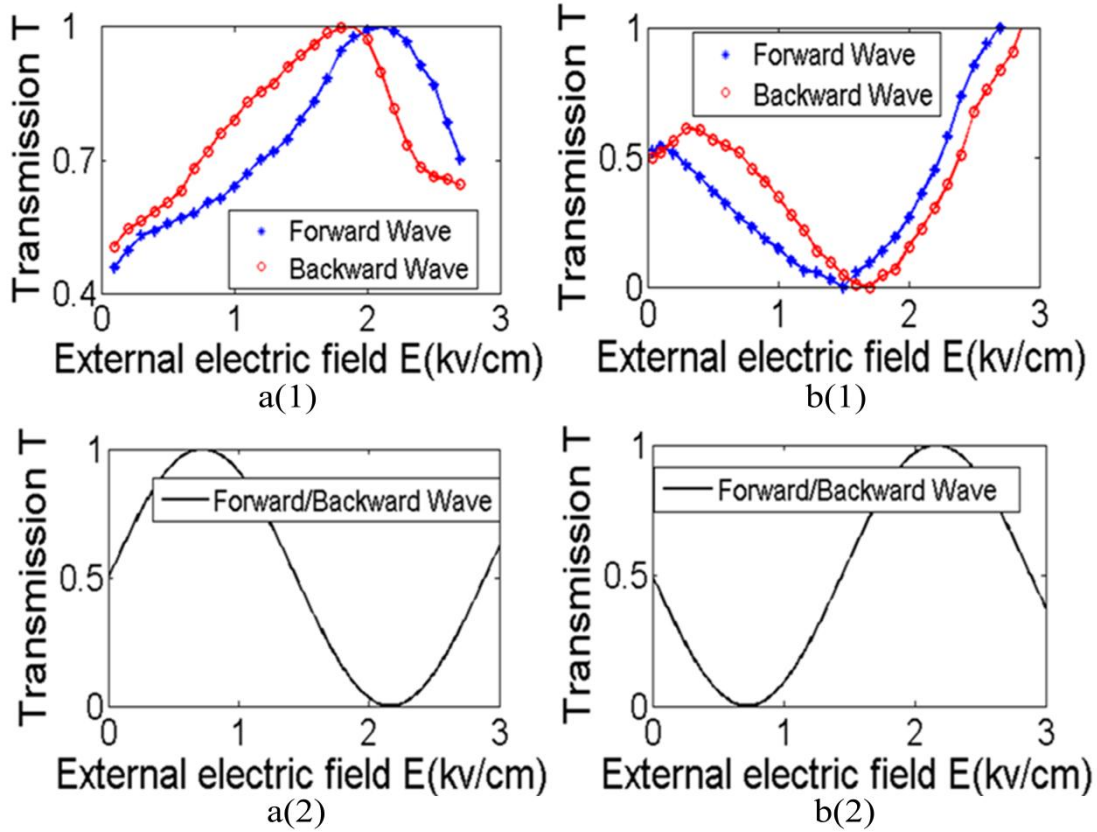 Transmission T
1
0.7
0.4
Forward Wave
Backward Wave
0 1 2 3
External electric field E(kv/cm)
a(1)
Transmission T
1
0.5
0
Forward Wave
Backward Wave
0 1 2 3
External electric field E(kv/cm)
b(1)
Transmission T
1
0.5
0
Forward/Backward Wave
0 1 2 3
External electric field E(kv/cm)
a(2)
Transmission T
1
0.5
0
Forward/Backward Wave
0 1 2 3
External electric field E(kv/cm)
b(2)